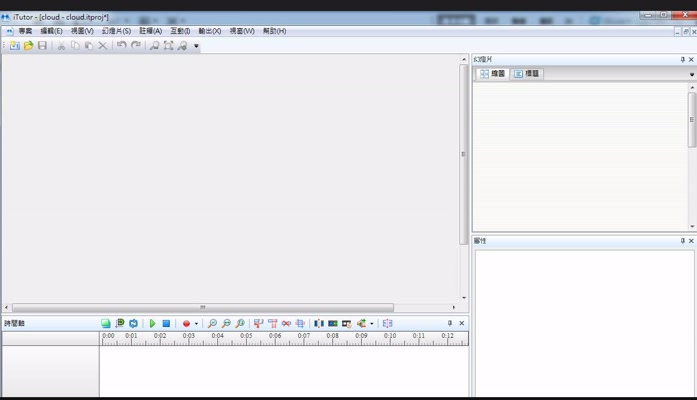 iTutor - [cloud - cloud.itproj*]
專案 編輯(E) 視圖(V) 幻燈片(S) 註釋(A) 互動(I) 輸出(X) 視窗(W) 幫助(H)
幻燈片
縮圖 標題
屬性
時間軸
0:00 0:01 0:02 0:03 0:04 0:05 0:06 0:07 0:08 0:09 0:10 0:11 0:12